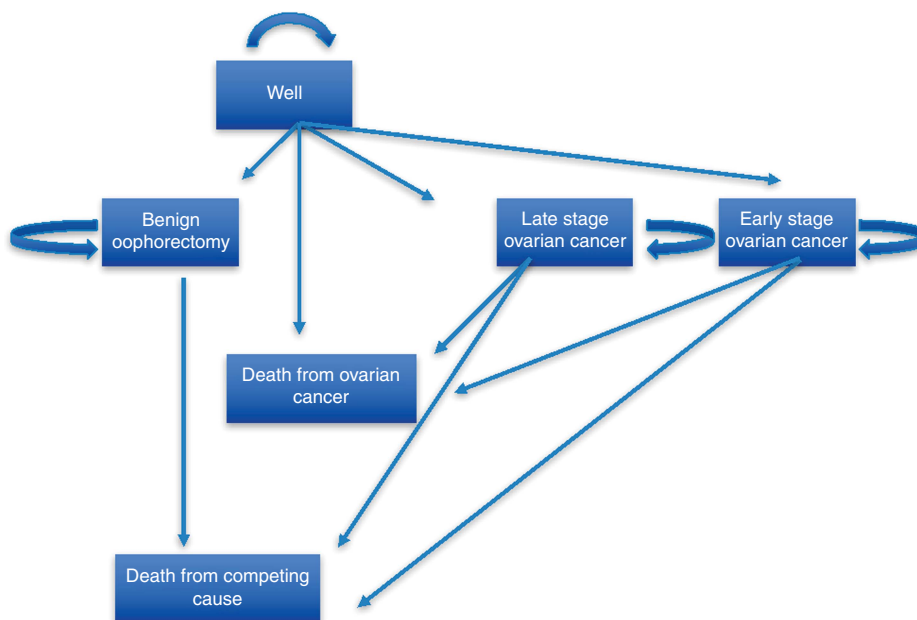 Well
Benign
oophorectomy
Late stage
ovarian cancer
Early stage
ovarian cancer
Death from ovarian
cancer
Death from competing
cause